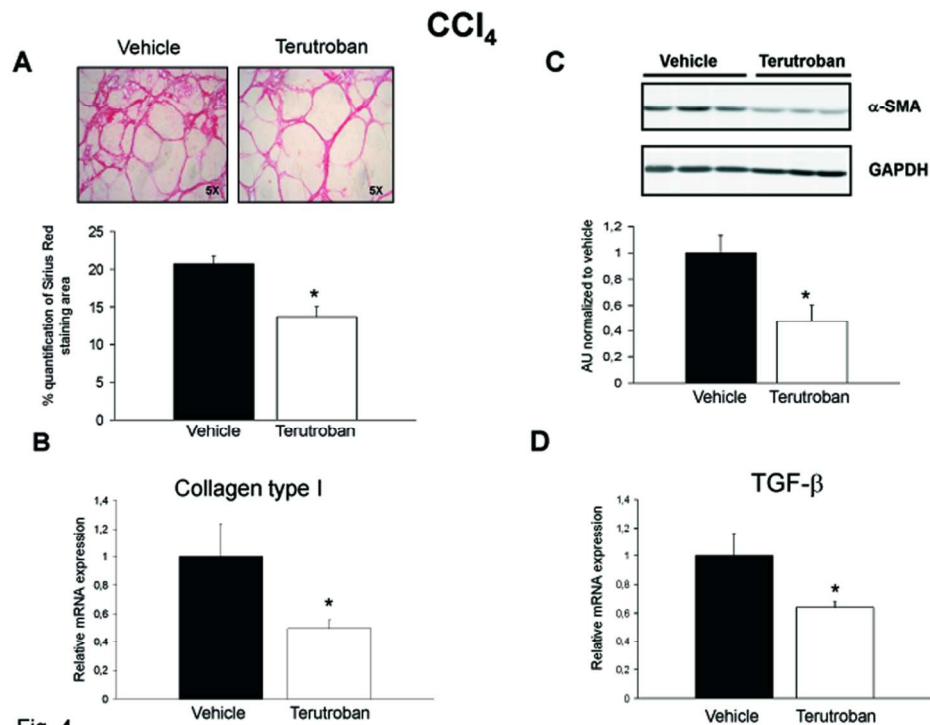 CCl₄
A
Vehicle
Terutroban
5X
5X
% quantification of Sirius Red
staining area
25
20
15
10
5
0
*
Vehicle
Terutroban
B
Collagen type I
Relative mRNA expression
1,4
1,2
1
0,8
0,6
0,4
0,2
0
*
Vehicle
Terutroban
C
Vehicle
Terutroban
α-SMA
GAPDH
AU normalized to vehicle
1,2
1
0,8
0,6
0,4
0,2
0
*
Vehicle
Terutroban
D
TGF-β
Relative mRNA expression
1,4
1,2
1
0,8
0,6
0,4
0,2
0
*
Vehicle
Terutroban
Fig. 4